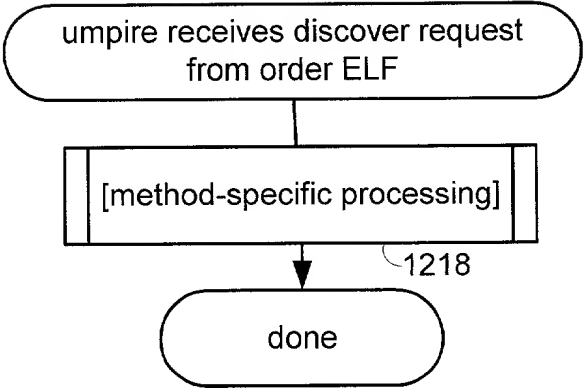 umpire receives discover request
from order ELF
[method-specific processing]
1218
done